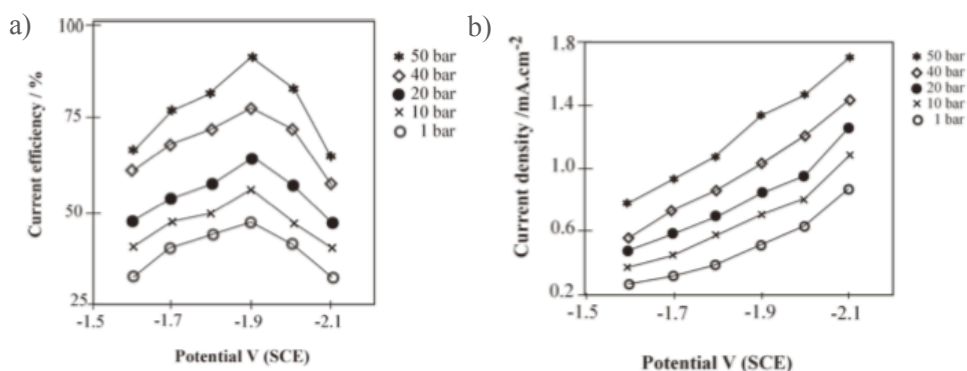 a)
Current efficiency / %
100
75
50
25
-1.5
-1.7
-1.9
-2.1
Potential V (SCE)
50 bar
40 bar
20 bar
10 bar
1 bar
b)
Current density /mA.cm⁻²
1.8
1.4
1.0
0.6
0.2
-1.5
-1.7
-1.9
-2.1
Potential V (SCE)
50 bar
40 bar
20 bar
10 bar
1 bar